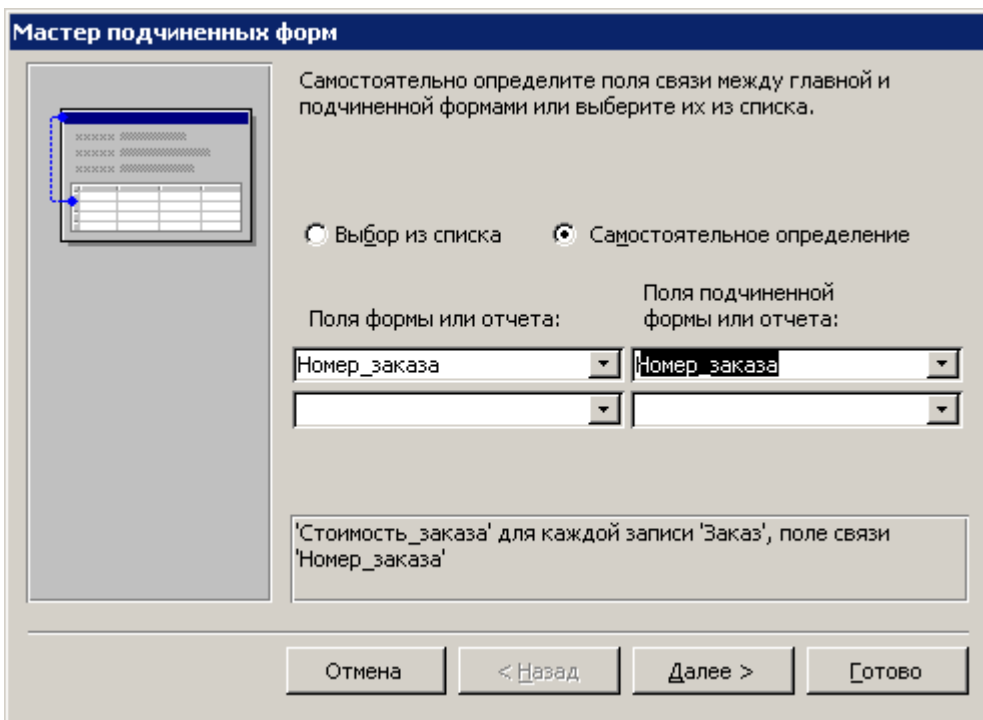 Мастер подчиненных форм
Самостоятельно определите поля связи между главной и
подчиненной формами или выберите их из списка.
Выбор из списка
Самостоятельное определение
Поля формы или отчета:
Поля подчиненной
формы или отчета:
Номер_заказа
Номер_заказа
'Стоимость_заказа' для каждой записи 'Заказ', поле связи
'Номер_заказа'
Отмена
< Назад
Далее >
Готово